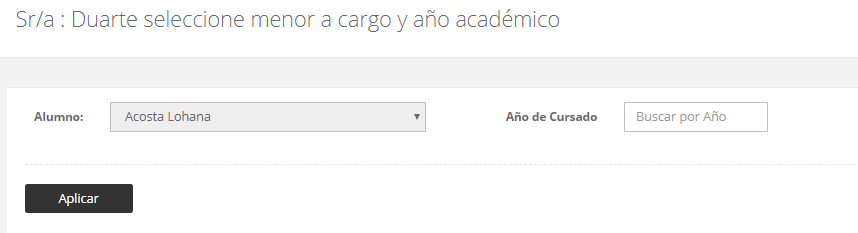 Sr/a : Duarte seleccione menor a cargo y año académico
Alumno: Acosta Lohana Año de Cursado Buscar por Año
Aplicar